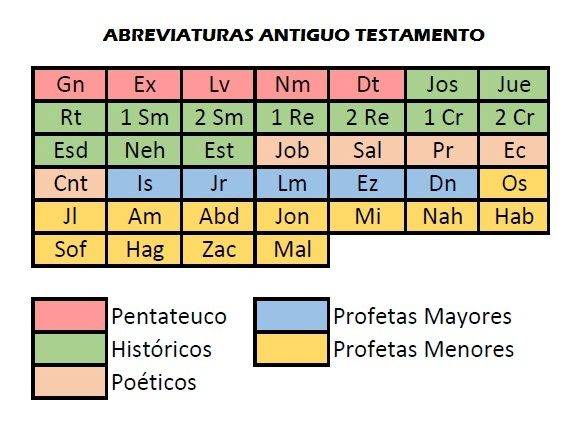 ABREVIATURAS ANTIGUO TESTAMENTO
Gn Ex Lv Nm Dt Jos Jue
Rt 1 Sm 2 Sm 1 Re 2 Re 1 Cr 2 Cr
Esd Neh Est Job Sal Pr Ec
Cnt Is Jr Lm Ez Dn Os
Jl Am Abd Jon Mi Nah Hab
Sof Hag Zac Mal
Pentateuco Profetas Mayores
Históricos Profetas Menores
Poéticos